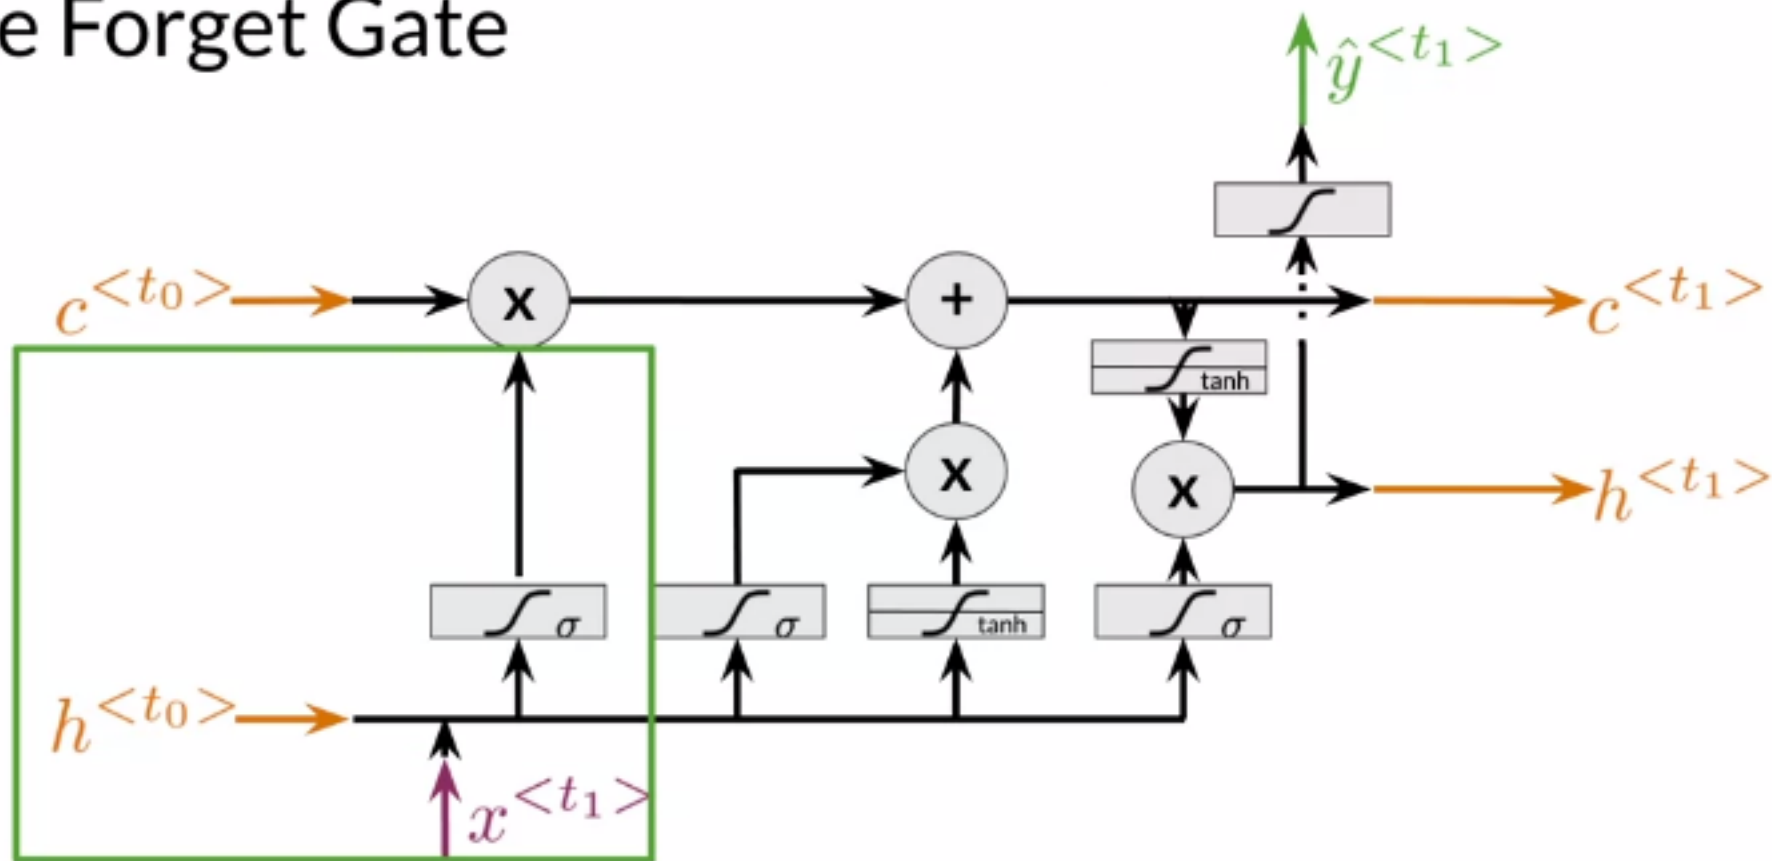 e Forget Gate
ŷ<t₁>
c<t₀>
x
+
c<t₁>
tanh
x
x
h<t₁>
σ
σ
tanh
σ
h<t₀>
x<t₁>